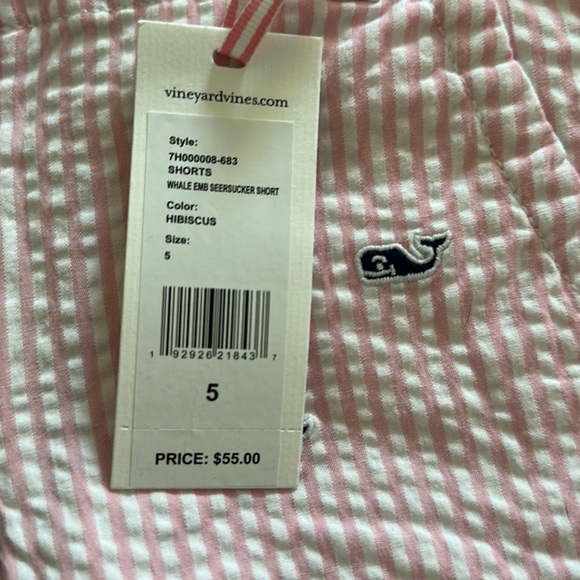 vineyardvines.com
Style:
7H000008-683
SHORTS
WHALE EMB SEERSUCKER SHORT
Color:
HIBISCUS
Size:
5
1 92926 21843 7
5
PRICE: $55.00